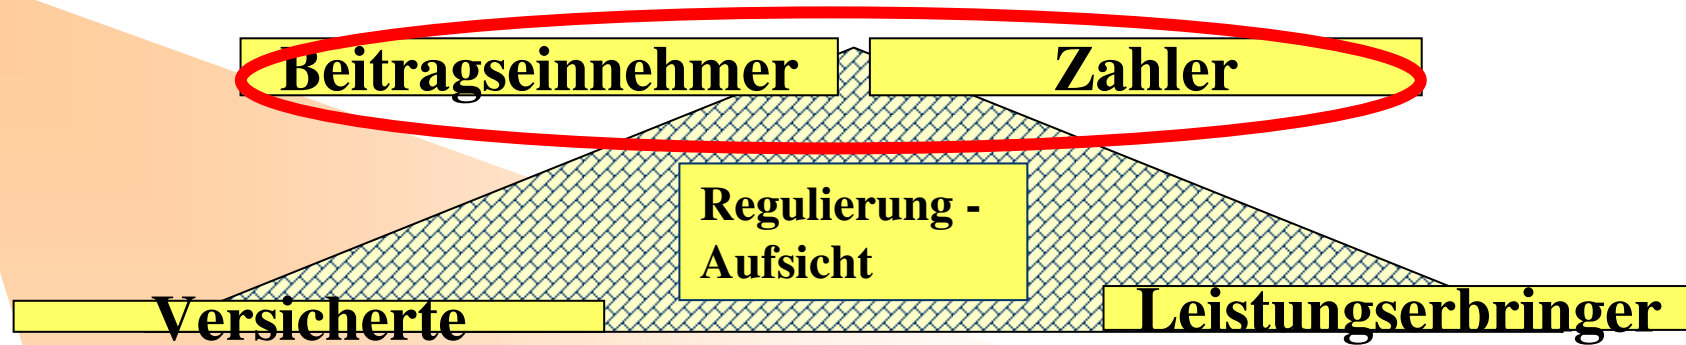 Beitragseinnehmer
Zahler
Regulierung -
Aufsicht
Versicherte
Leistungserbringer